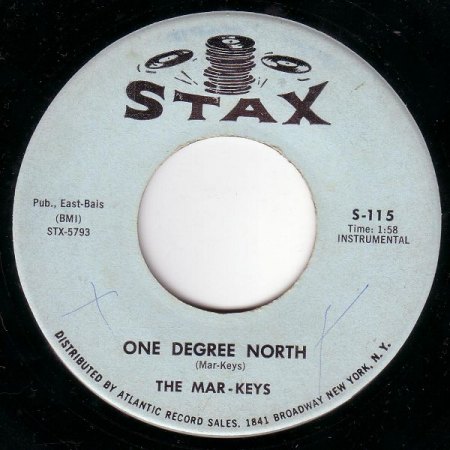 STAX
Pub., East-Bais
(BMI)
STX-5793
S-115
Time: 1:58
INSTRUMENTAL
ONE DEGREE NORTH
(Mar-Keys)
THE MAR-KEYS
DISTRIBUTED BY ATLANTIC RECORD SALES. 1841 BROADWAY NEW YORK, N. Y.